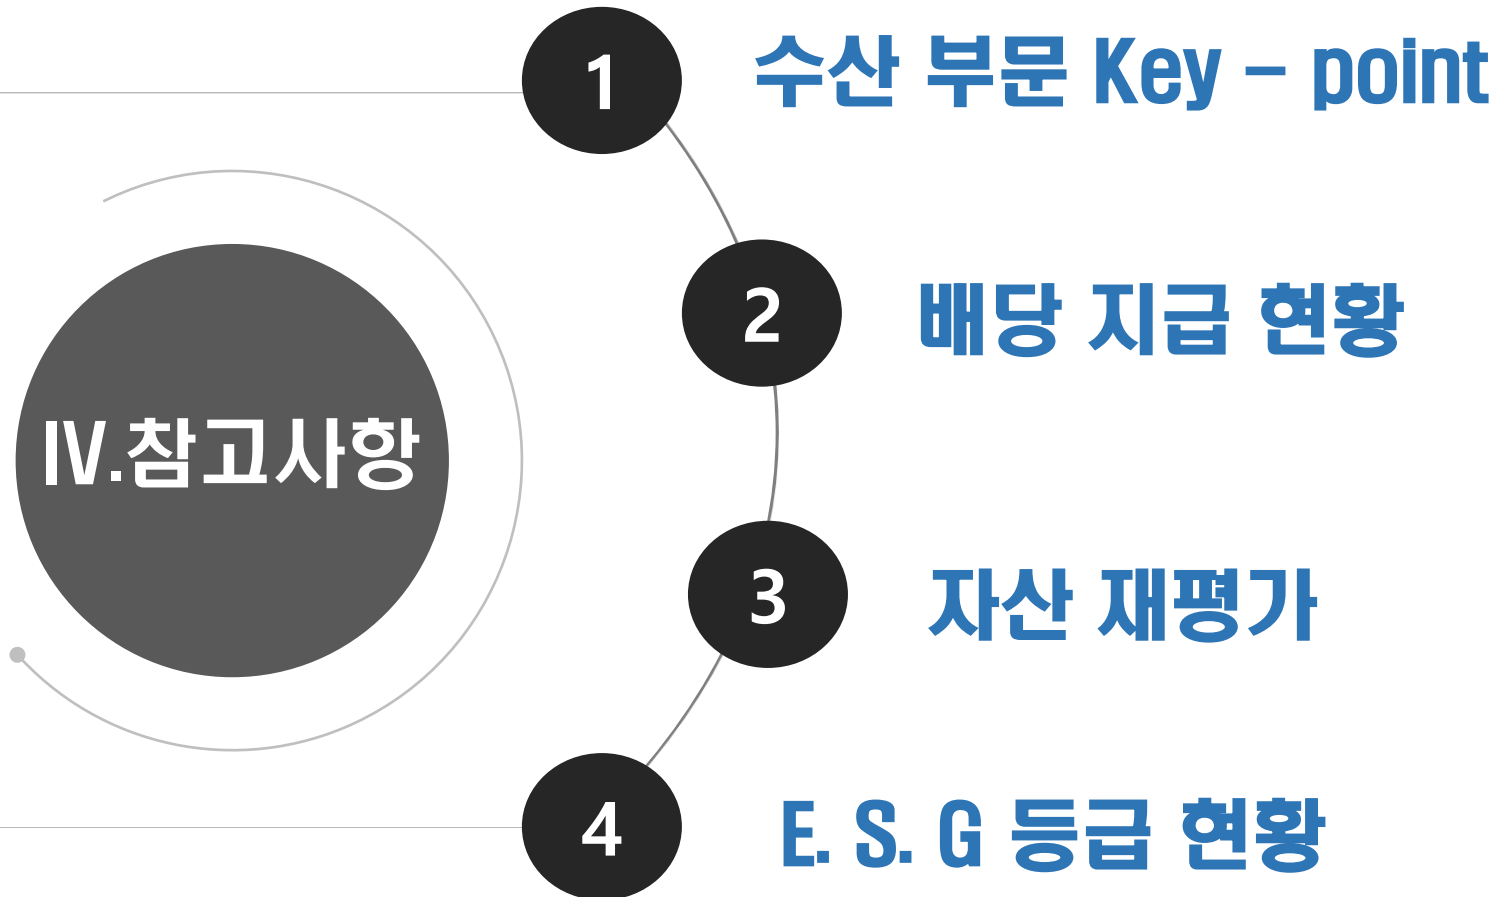 IV.참고사항
1 수산 부문 Key – point
2 배당 지급 현황
3 자산 재평가
4 E. S. G 등급 현황